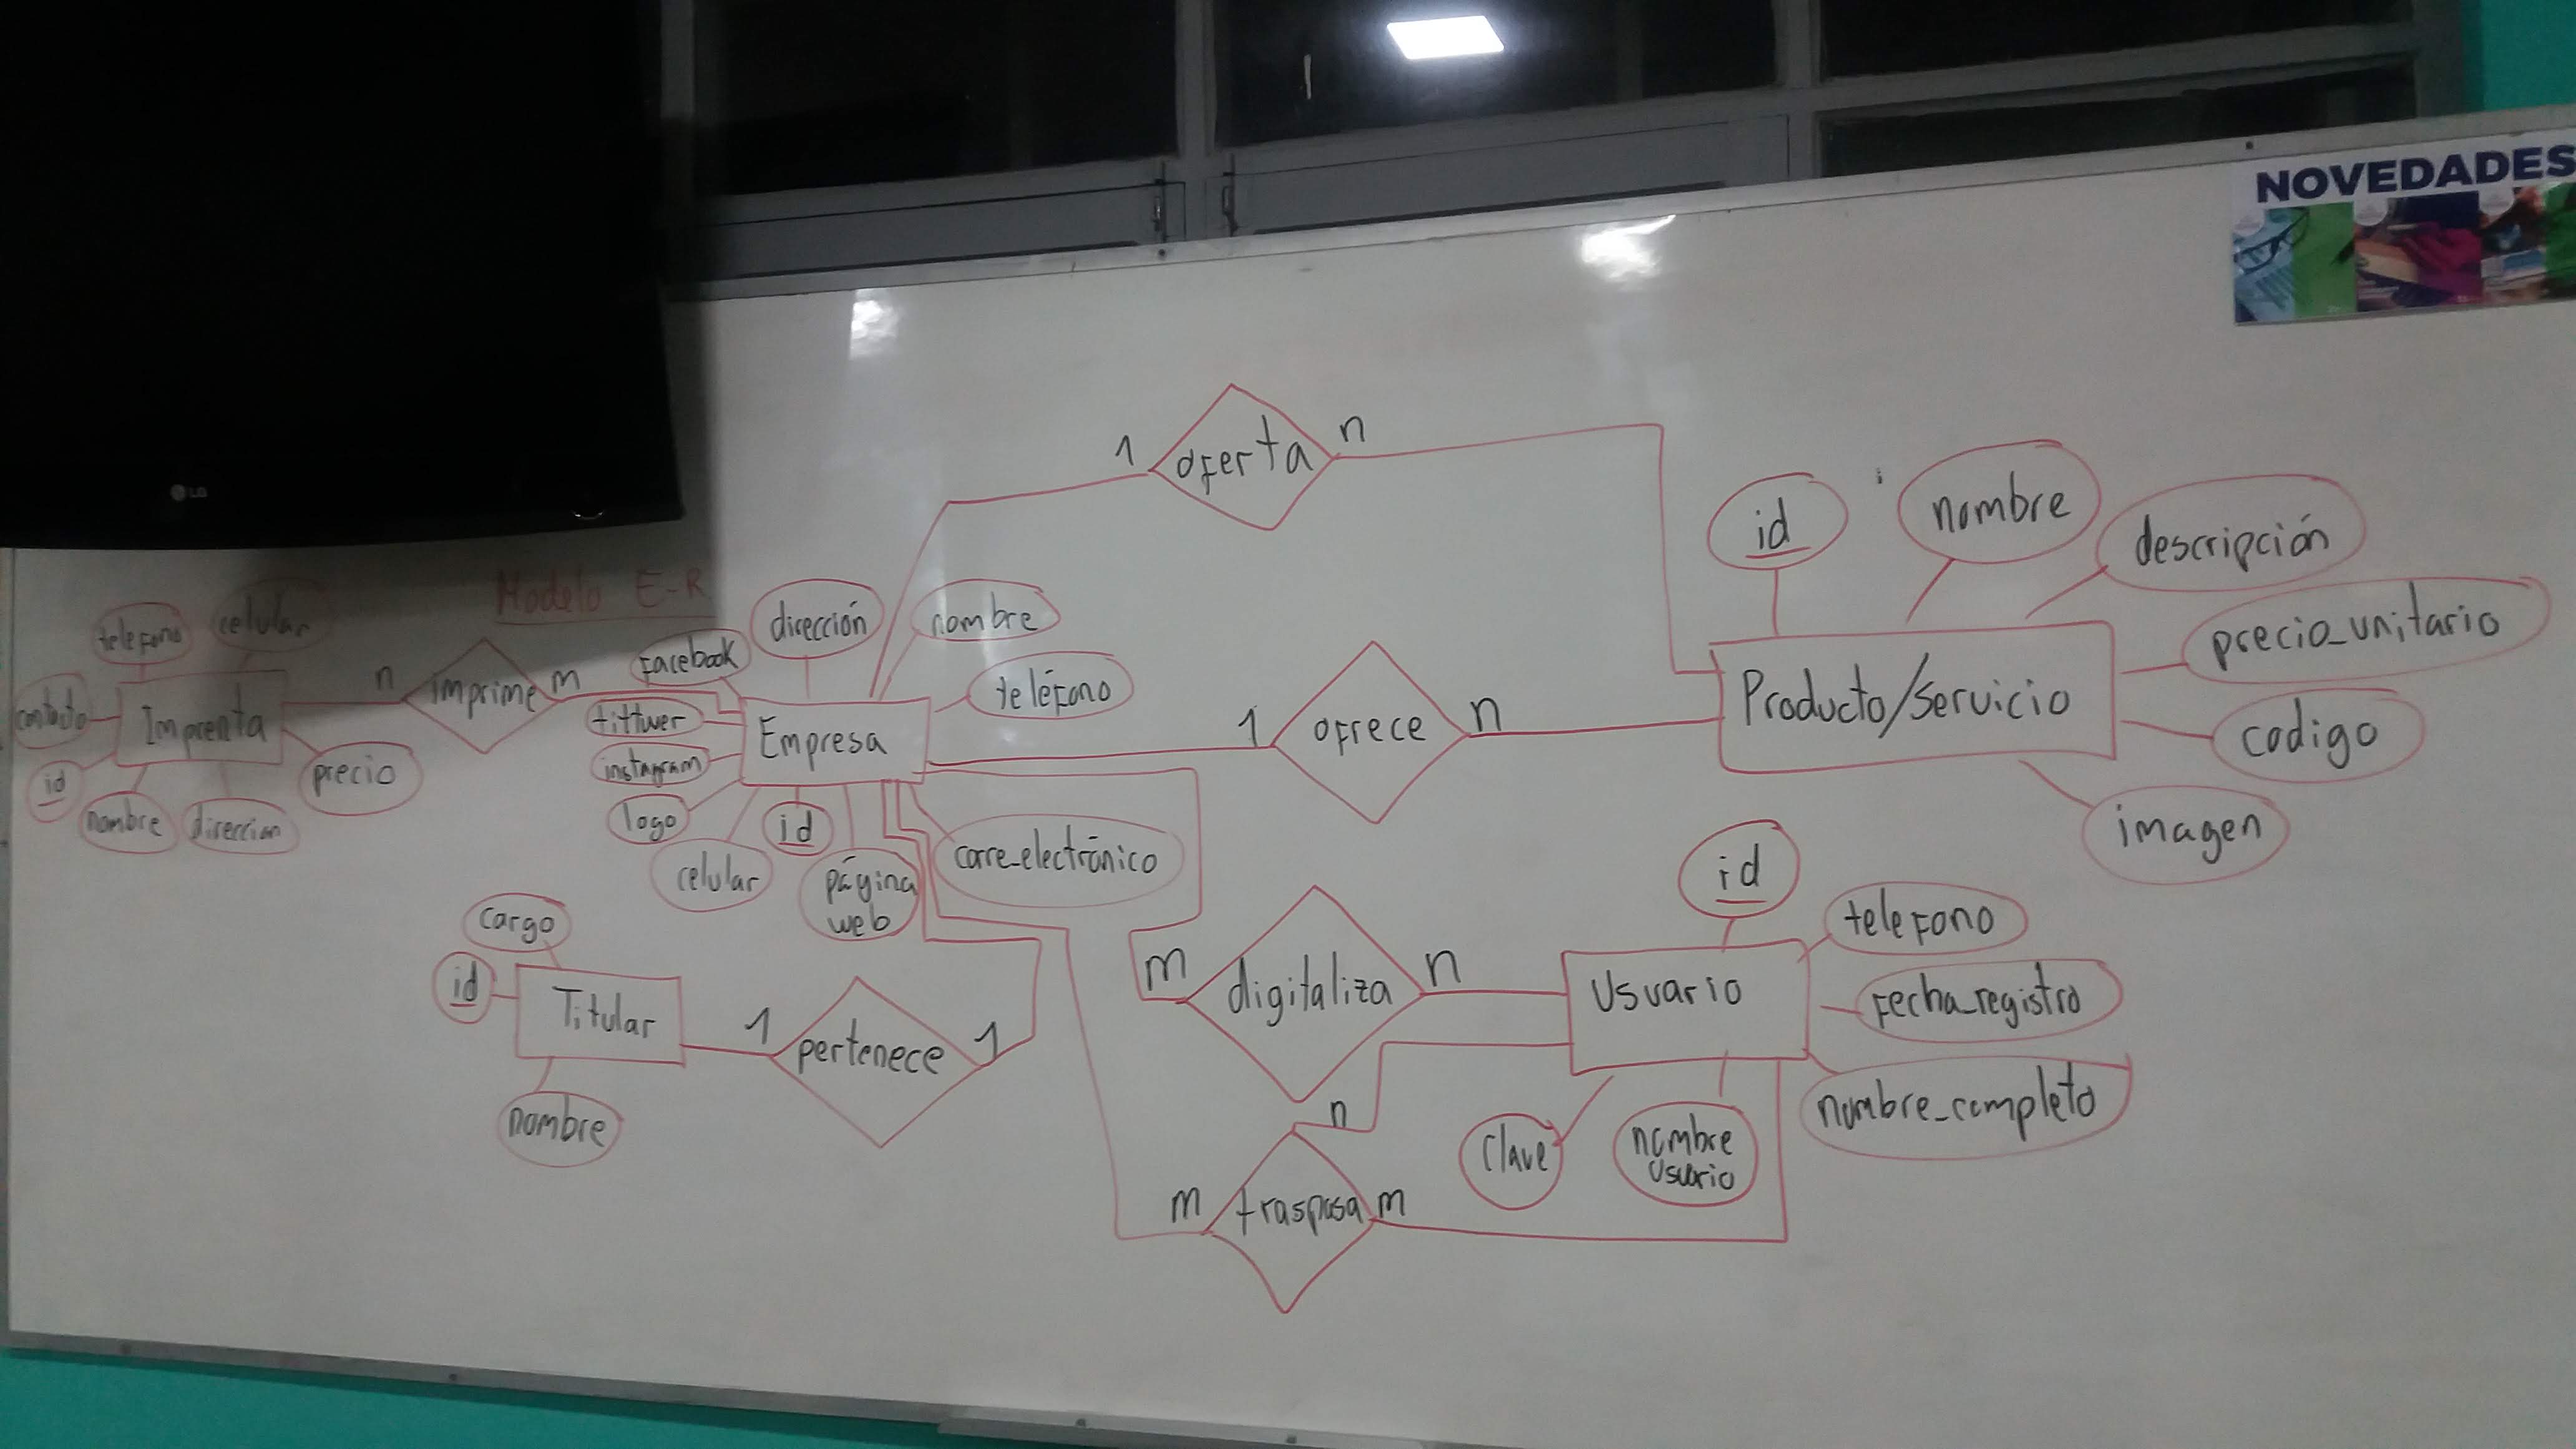 NOVEDADES
LG
Modelo E-R
1
oferta
n
id
nombre
descripción
precio_unitario
codigo
imagen
Producto/Servicio
telefono
celular
contacto
Imprenta
id
nombre
direccion
precio
n
imprime
m
Facebook
dirección
nombre
teléfono
tittwer
instagram
logo
celular
id
página
web
corre_electrónico
Empresa
1
ofrece
n
cargo
id
Titular
nombre
1
pertenece
1
m
digitaliza
n
id
telefono
Fecha_registro
nombre_completo
Usuario
clave
nombre
usuario
n
m
traspasa
m